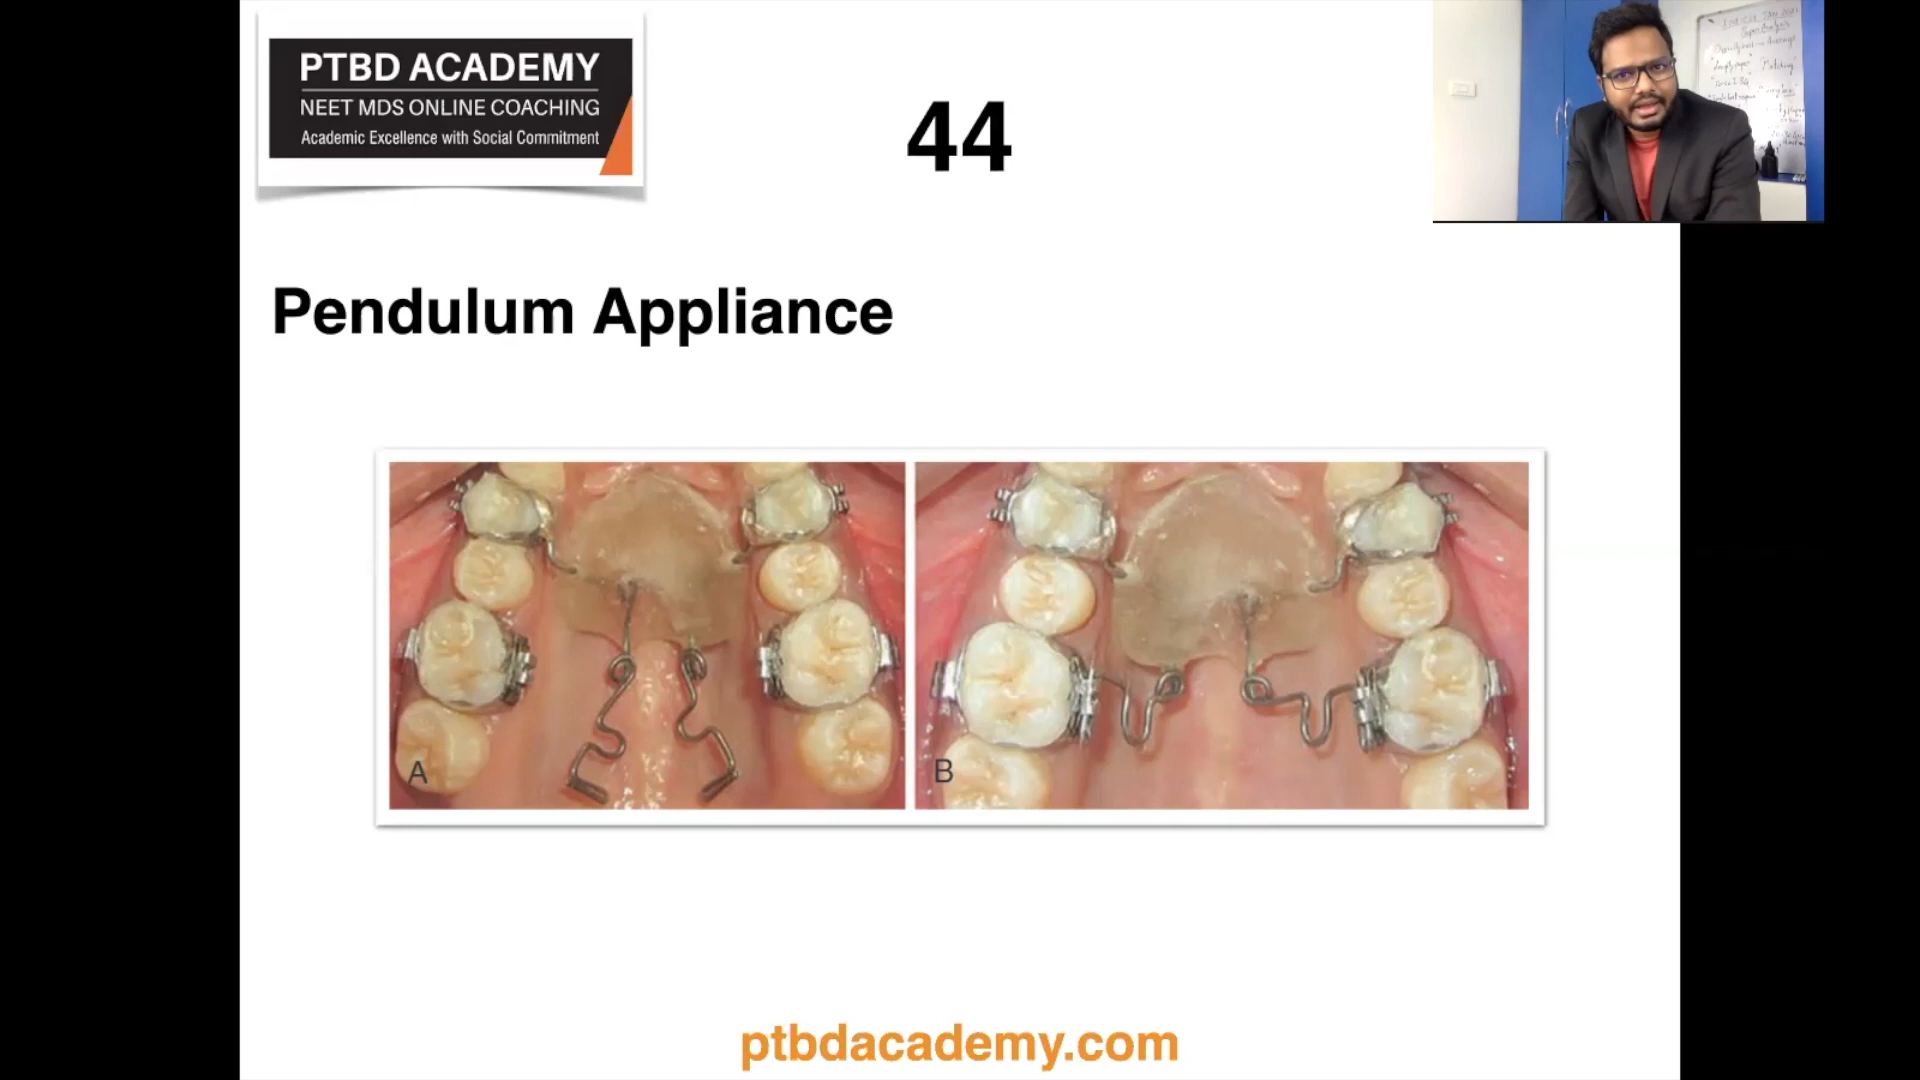 PTBD ACADEMY
NEET MDS ONLINE COACHING
Academic Excellence with Social Commitment
44
Pendulum Appliance
A
B
ptbdacademy.com